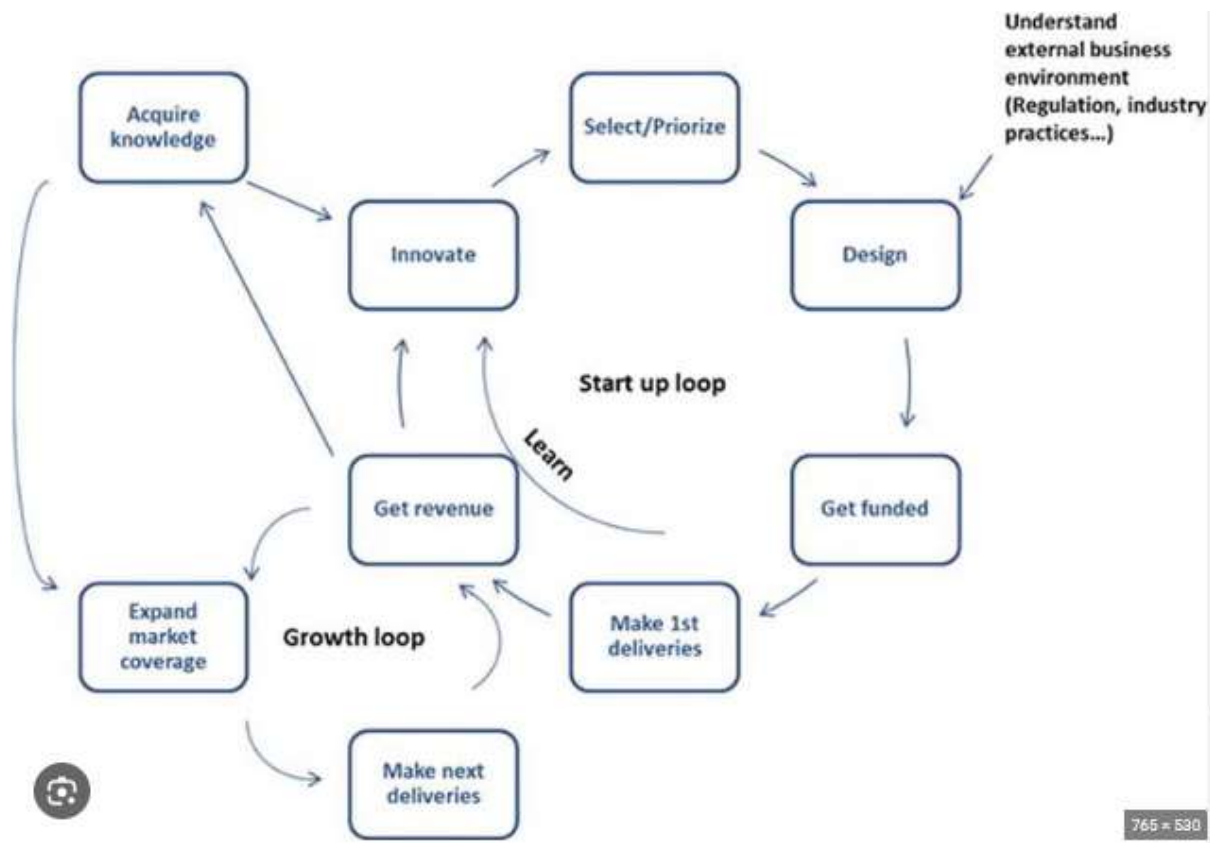 Understand
external business
environment
(Regulation, industry
practices...)
Acquire
knowledge
Select/Priorize
Innovate
Design
Start up loop
Learn
Get revenue
Get funded
Expand
market
coverage
Growth loop
Make 1st
deliveries
Make next
deliveries
765 × 530